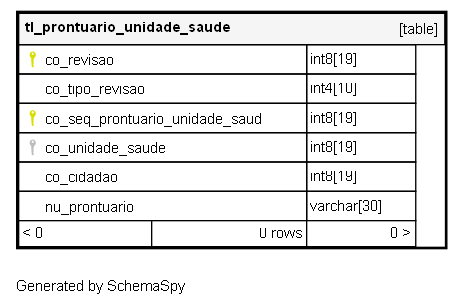 tl_prontuario_unidade_saude [table]
co_revisao int8[19]
co_tipo_revisao int4[10]
co_seq_prontuario_unidade_saud int8[19]
co_unidade_saude int8[19]
co_cidadao int8[19]
nu_prontuario varchar[30]
< 0 0 rows 0 >
Generated by SchemaSpy